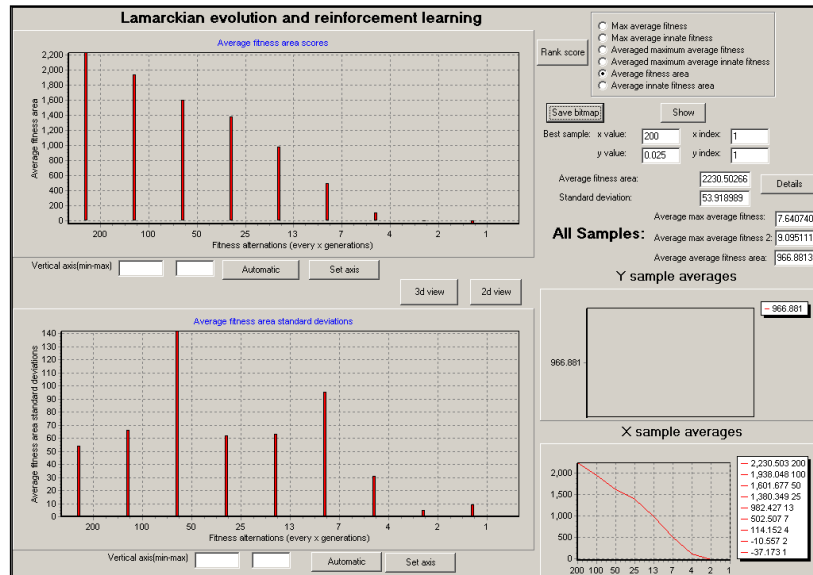 Lamarckian evolution and reinforcement learning
Average fitness area scores
Average fitness area
2,200
2,000
1,800
1,600
1,400
1,200
1,000
800
600
400
200
0
200 100 50 25 13 7 4 2 1
Fitness alternations (every x generations)
Vertical axis(min-max)
Automatic
Set axis
3d view
2d view
Average fitness area standard deviations
Average fitness area standard deviations
140
130
120
110
100
90
80
70
60
50
40
30
20
10
0
200 100 50 25 13 7 4 2 1
Fitness alternations (every x generations)
Vertical axis(min-max)
Automatic
Set axis
Rank score
Max average fitness
Max average innate fitness
Averaged maximum average fitness
Averaged maximum average innate fitness
Average fitness area
Average innate fitness area
Save bitmap
Show
Best sample: x value: 200 x index: 1
y value: 0.025 y index: 1
Average fitness area: 2230.50266
Standard deviation: 53.918989
Details
All Samples:
Average max average fitness: 7.640740
Average max average fitness 2: 9.095111
Average average fitness area: 966.8813
Y sample averages
966.881
966.881
X sample averages
2,000
1,500
1,000
500
0
200 100 50 25 13 7 4 2 1
2,230.503 200
1,938.048 100
1,601.677 50
1,380.349 25
982.427 13
502.507 7
114.152 4
-10.557 2
-37.173 1